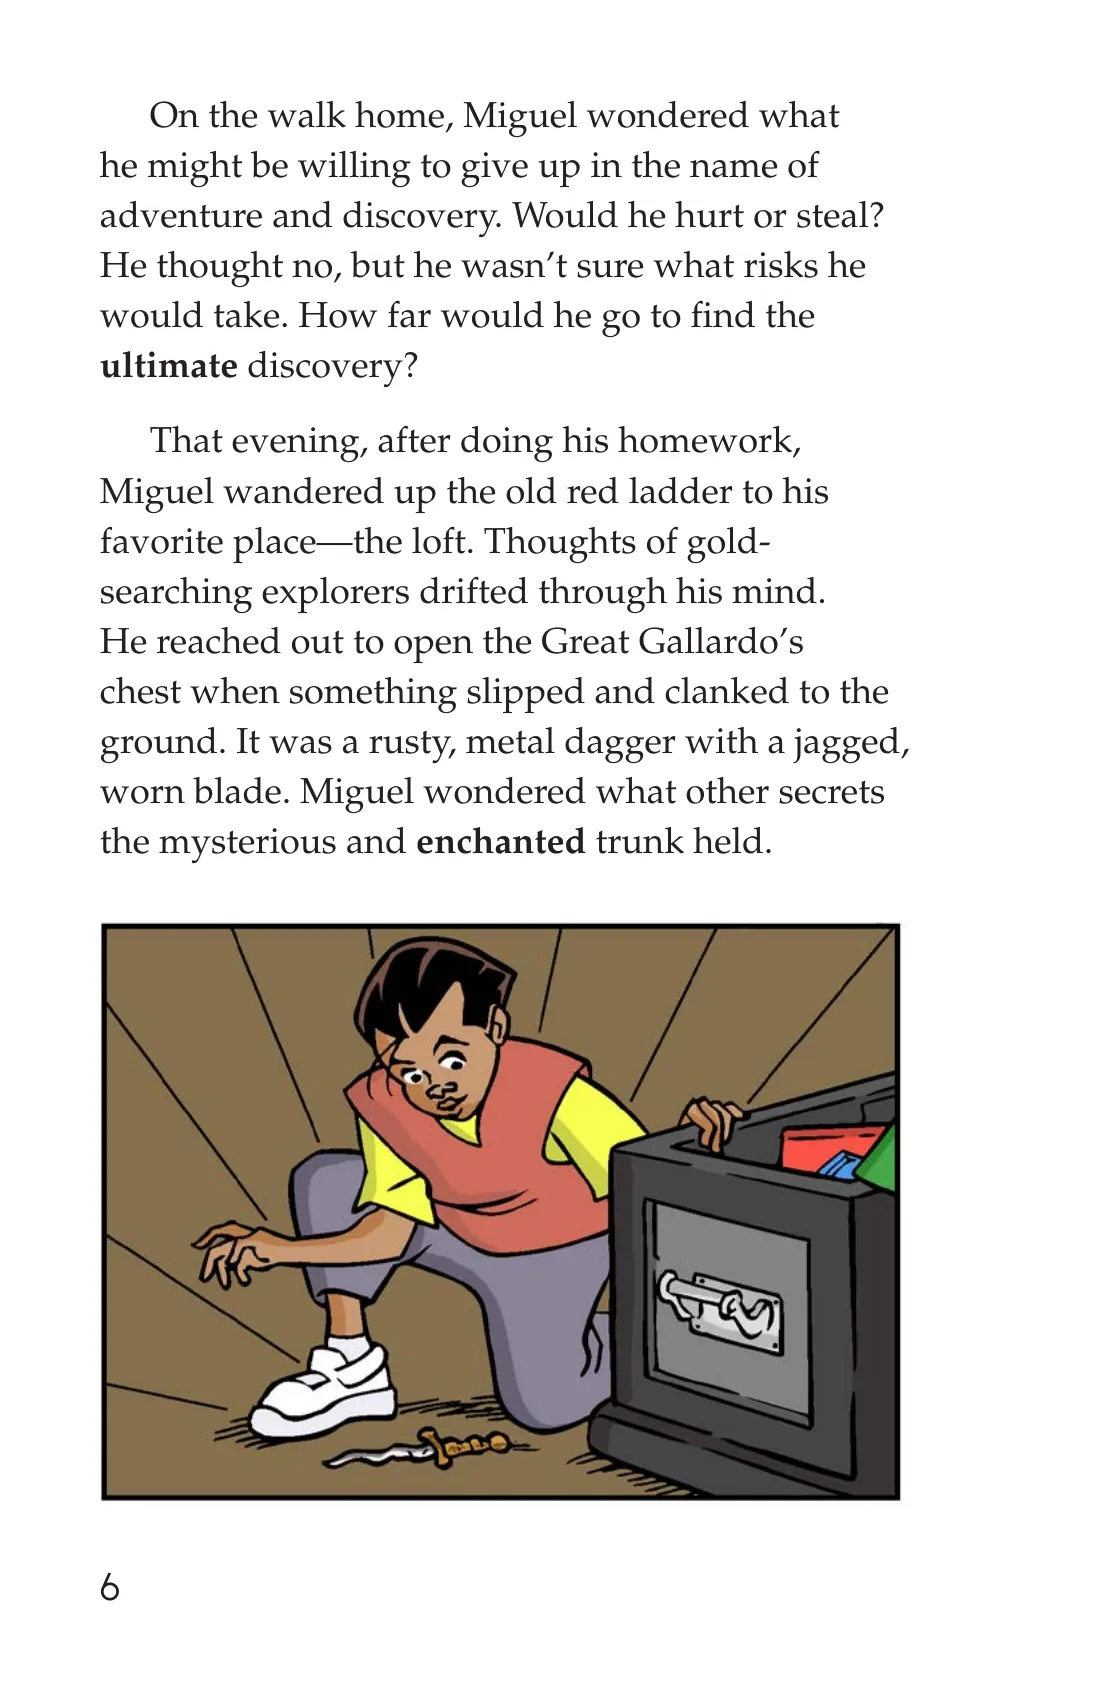 On the walk home, Miguel wondered what
he might be willing to give up in the name of
adventure and discovery. Would he hurt or steal?
He thought no, but he wasn’t sure what risks he
would take. How far would he go to find the
ultimate discovery?
That evening, after doing his homework,
Miguel wandered up the old red ladder to his
favorite place—the loft. Thoughts of gold-
searching explorers drifted through his mind.
He reached out to open the Great Gallardo’s
chest when something slipped and clanked to the
ground. It was a rusty, metal dagger with a jagged,
worn blade. Miguel wondered what other secrets
the mysterious and enchanted trunk held.
6